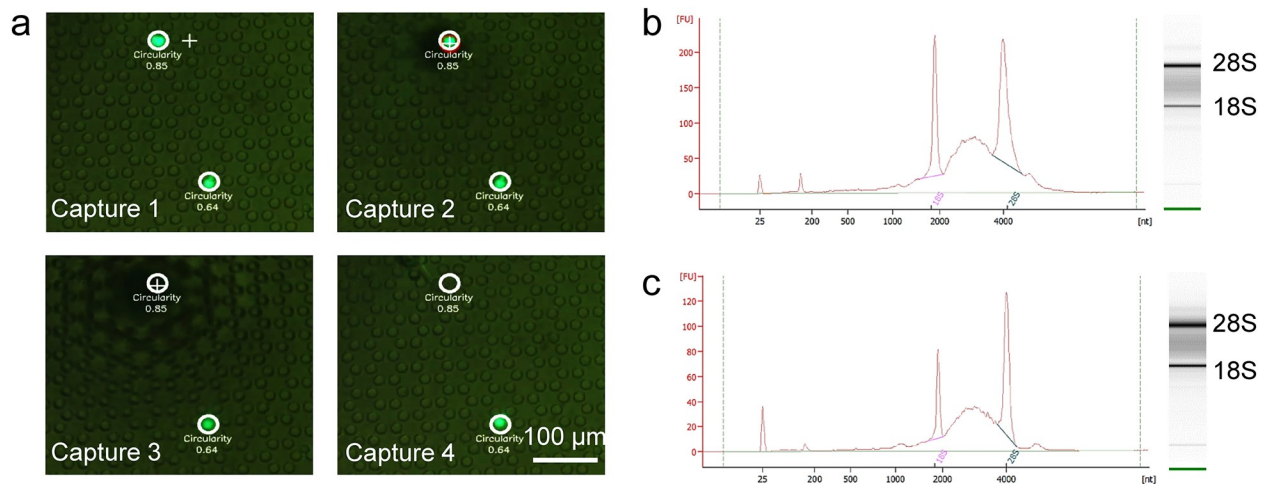 a
Circularity
0.85
Circularity
0.64
Capture 1
Circularity
0.85
Circularity
0.64
Capture 2
Circularity
0.85
Circularity
0.64
Capture 3
Circularity
0.85
Circularity
0.64
Capture 4
100 µm
b
[FU]
200
150
100
50
0
25 200 500 1000 2000 4000 [nt]
18S 28S
28S
18S
c
[FU]
120
100
80
60
40
20
0
25 200 500 1000 2000 4000 [nt]
18S 28S
28S
18S